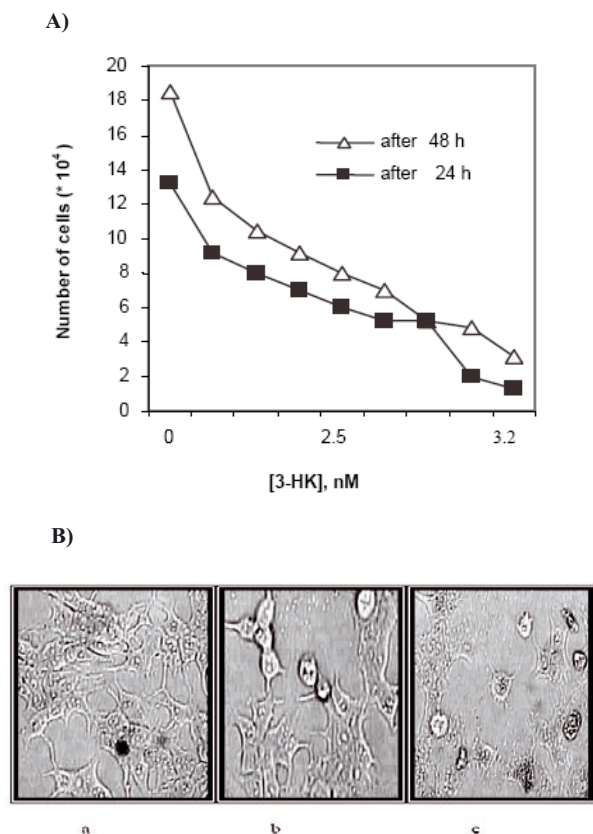 A)
20
18
16
14
12
10
8
6
4
2
0
Number of cells (* 10⁴)
after 48 h
after 24 h
0 2.5 3.2
[3-HK], nM
B)
a b c